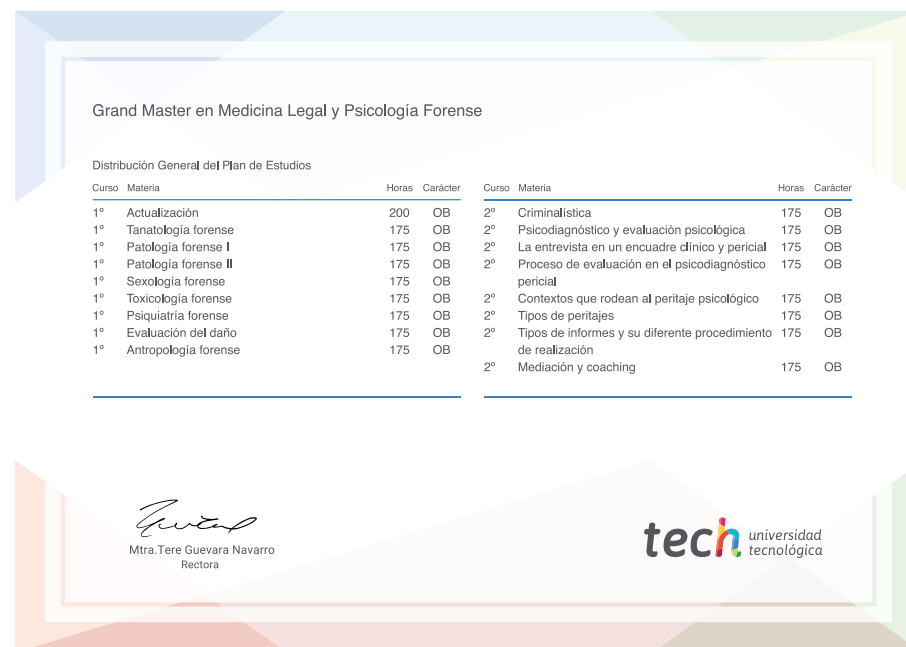 Grand Master en Medicina Legal y Psicología Forense
Distribución General del Plan de Estudios
Curso Materia Horas Carácter
1º Actualización 200 OB
1º Tanatología forense 175 OB
1º Patología forense I 175 OB
1º Patología forense II 175 OB
1º Sexología forense 175 OB
1º Toxicología forense 175 OB
1º Psiquiatría forense 175 OB
1º Evaluación del daño 175 OB
1º Antropología forense 175 OB
Curso Materia Horas Carácter
2º Criminalística 175 OB
2º Psicodiagnóstico y evaluación psicológica 175 OB
2º La entrevista en un encuadre clínico y pericial 175 OB
2º Proceso de evaluación en el psicodiagnóstico 175 OB
pericial
2º Contextos que rodean al peritaje psicológico 175 OB
2º Tipos de peritajes 175 OB
2º Tipos de informes y su diferente procedimiento 175 OB
de realización
2º Mediación y coaching 175 OB
Mtra.Tere Guevara Navarro
Rectora
tech universidad
tecnológica